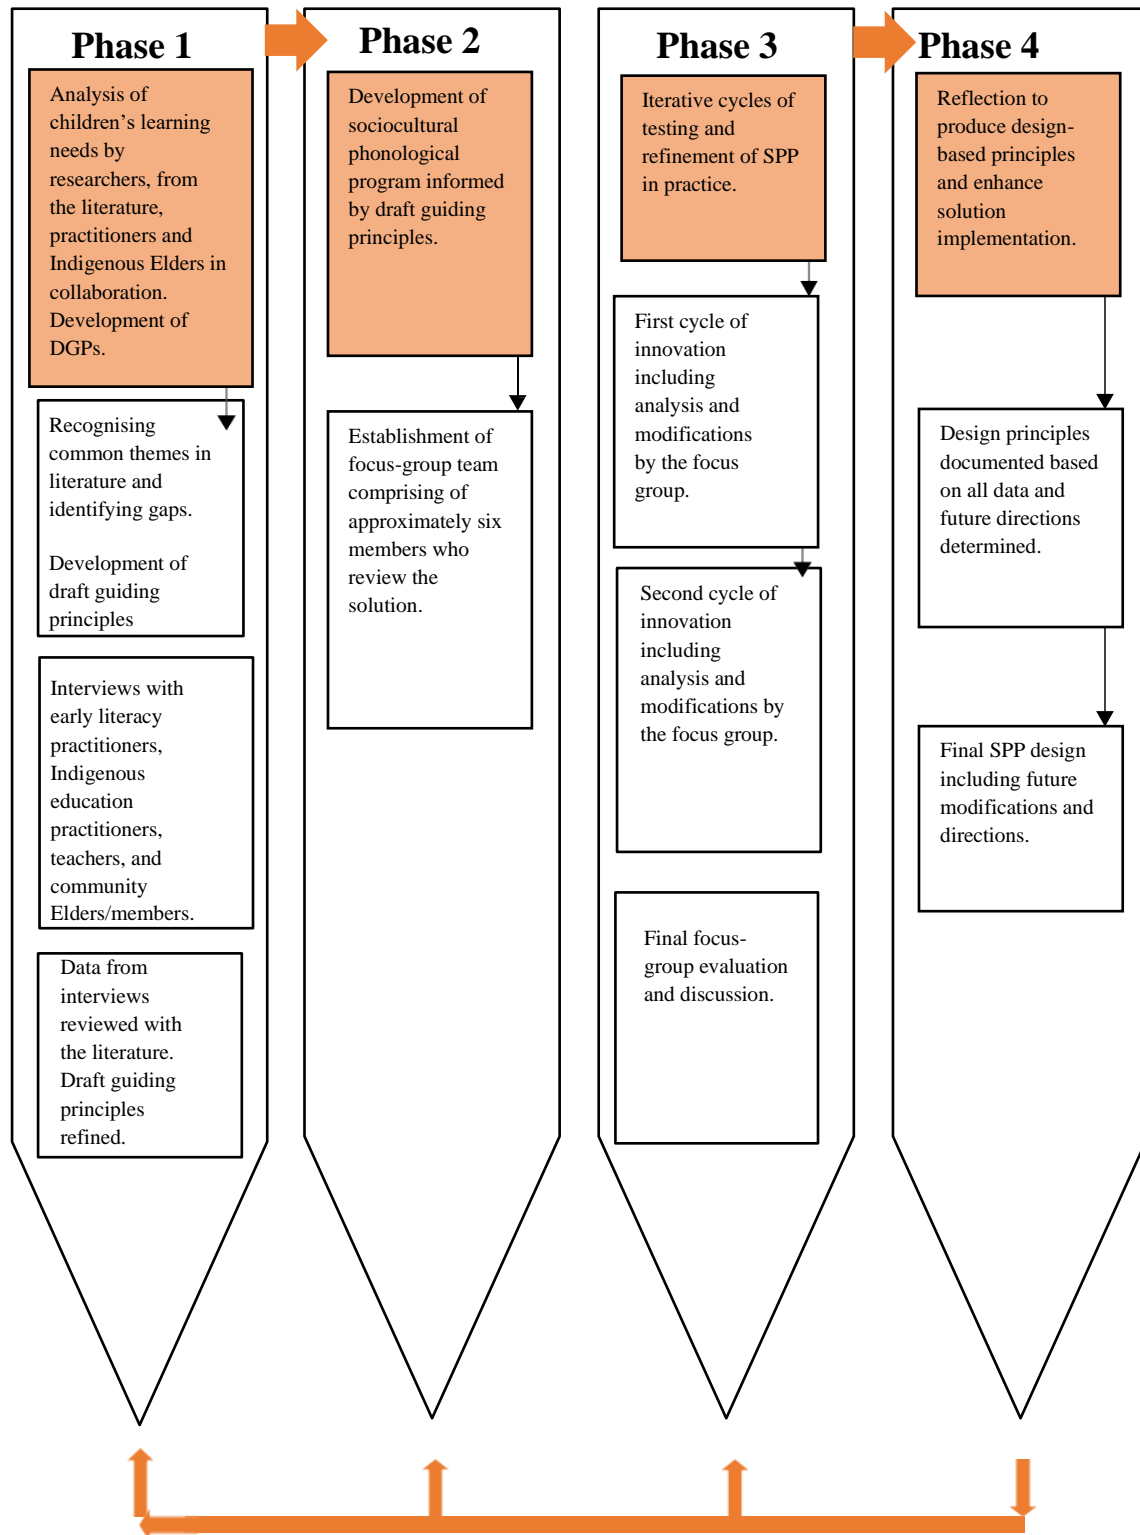 Phase 1
Analysis of
children’s learning
needs by
researchers, from
the literature,
practitioners and
Indigenous Elders in
collaboration.
Development of
DGPs.
Recognising
common themes in
literature and
identifying gaps.
Development of
draft guiding
principles
Interviews with
early literacy
practitioners,
Indigenous
education
practitioners,
teachers, and
community
Elders/members.
Data from
interviews
reviewed with
the literature.
Draft guiding
principles
refined.
Phase 2
Development of
sociocultural
phonological
program informed
by draft guiding
principles.
Establishment of
focus-group team
comprising of
approximately six
members who
review the
solution.
Phase 3
Iterative cycles of
testing and
refinement of SPP
in practice.
First cycle of
innovation
including
analysis and
modifications
by the focus
group.
Second cycle of
innovation
including
analysis and
modifications by
the focus group.
Final focus-
group evaluation
and discussion.
Phase 4
Reflection to
produce design-
based principles
and enhance
solution
implementation.
Design principles
documented based
on all data and
future directions
determined.
Final SPP design
including future
modifications and
directions.